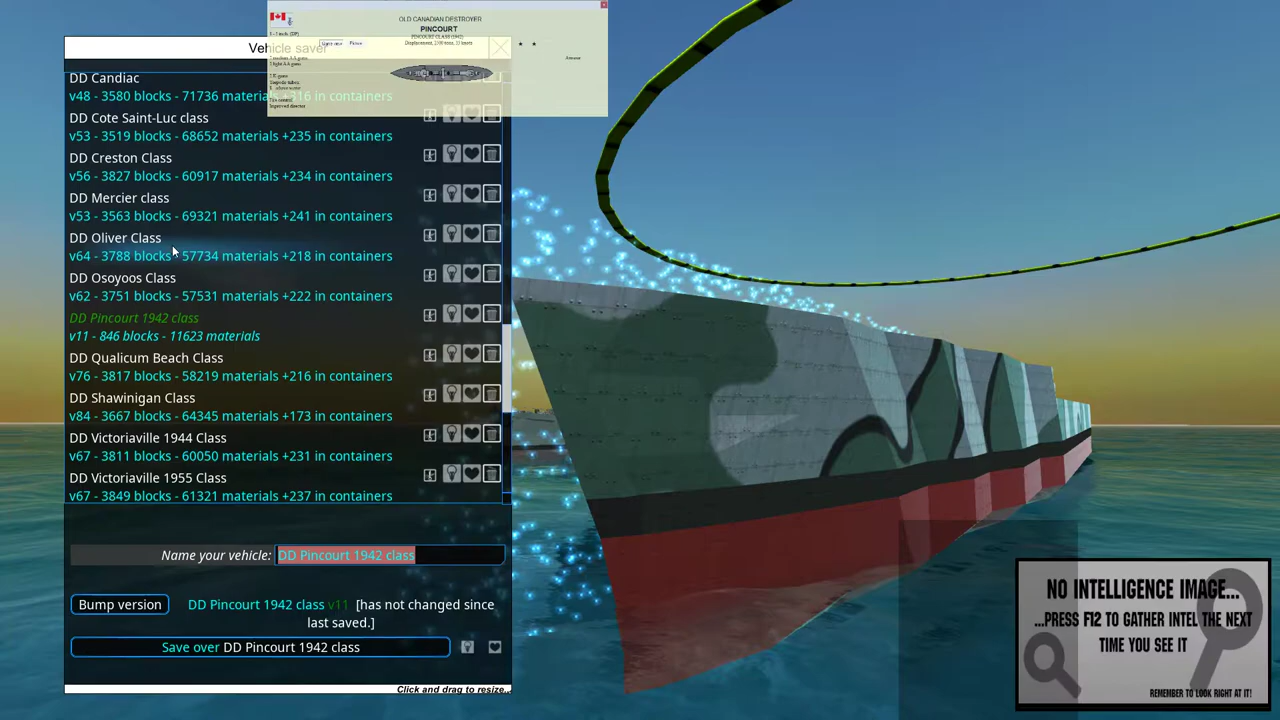 OLD CANADIAN DESTROYER
PINCOURT
PINCOURT CLASS (1942)
Vehicle saver
Armour
Improved director
DD Candiac
v48 - 3580 blocks - 71736 materials +316 in containers
DD Cote Saint-Luc class
v53 - 3519 blocks - 68652 materials +235 in containers
DD Creston Class
v56 - 3827 blocks - 60917 materials +234 in containers
DD Mercier class
v53 - 3563 blocks - 69321 materials +241 in containers
DD Oliver Class
v64 - 3788 blocks - 57734 materials +218 in containers
DD Osoyoos Class
v62 - 3751 blocks - 57531 materials +222 in containers
DD Pincourt 1942 class
v11 - 846 blocks - 11623 materials
DD Qualicum Beach Class
v76 - 3817 blocks - 58219 materials +216 in containers
DD Shawinigan Class
v84 - 3667 blocks - 64345 materials +173 in containers
DD Victoriaville 1944 Class
v67 - 3811 blocks - 60050 materials +231 in containers
DD Victoriaville 1955 Class
v67 - 3849 blocks - 61321 materials +237 in containers
Name your vehicle: DD Pincourt 1942 class
Bump version DD Pincourt 1942 class v11 [has not changed since
last saved.]
Save over DD Pincourt 1942 class
Click and drag to resize..
NO INTELLIGENCE IMAGE...
...PRESS F12 TO GATHER INTEL THE NEXT
TIME YOU SEE IT
REMEMBER TO LOOK RIGHT AT IT!